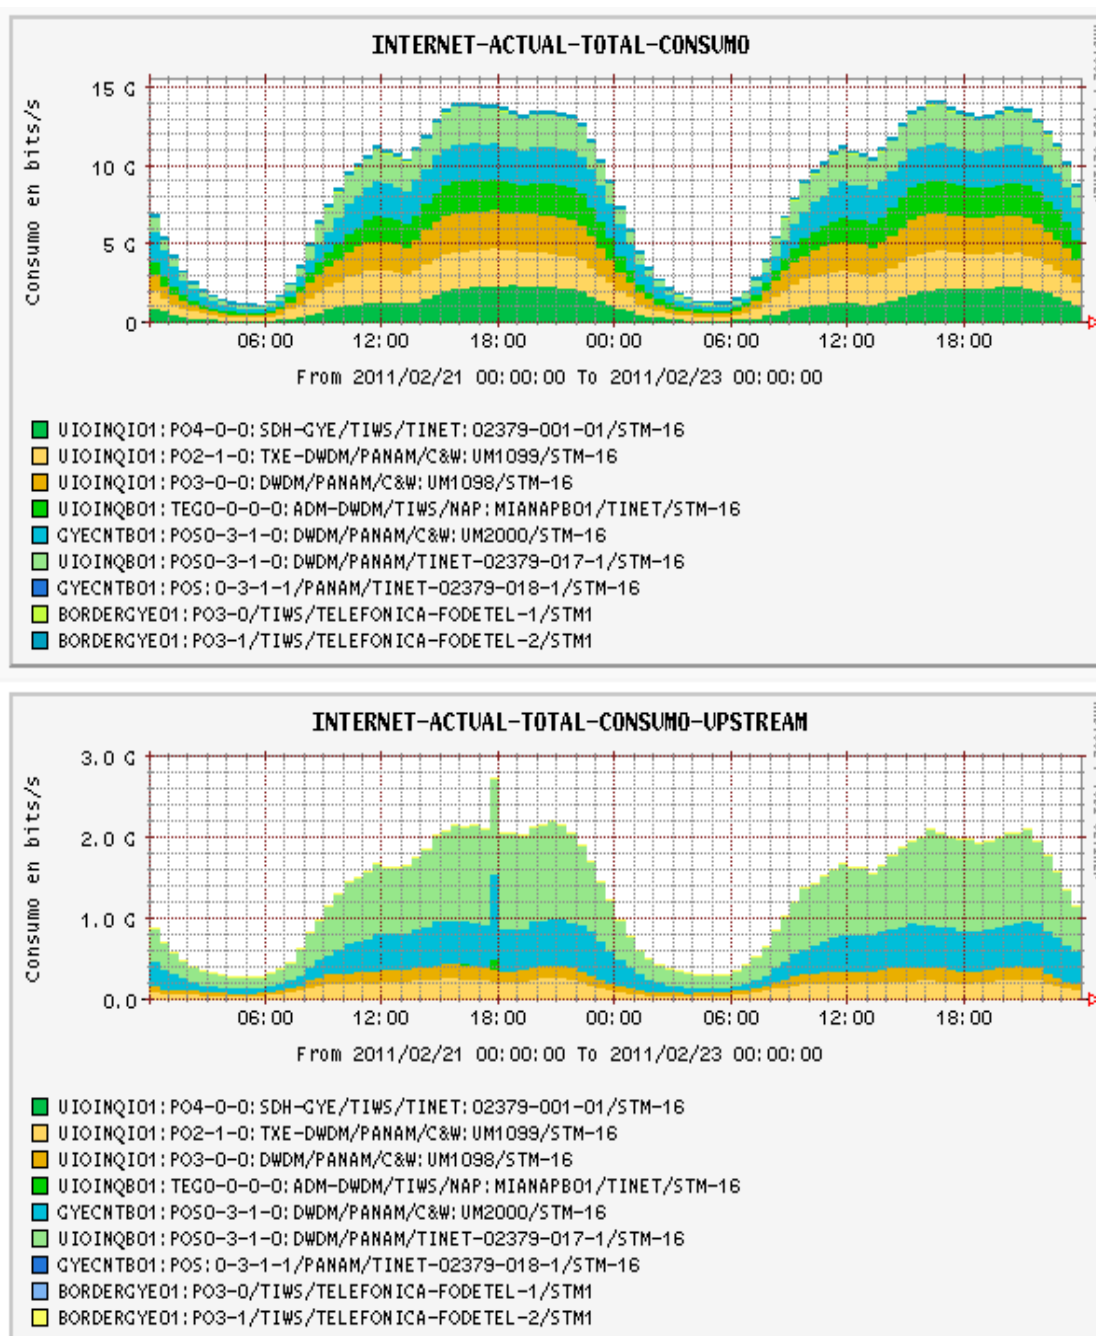 INTERNET-ACTUAL-TOTAL-CONSUMO
Consumo en bits/s
15 G
10 G
5 G
0
06:00 12:00 18:00 00:00 06:00 12:00 18:00
From 2011/02/21 00:00:00 To 2011/02/23 00:00:00
UIOINQI01:PO4-0-0:SDH-GYE/TIWS/TINET:02379-001-01/STM-16
UIOINQI01:PO2-1-0:TXE-DWDM/PANAM/C&W:UM1099/STM-16
UIOINQI01:PO3-0-0:DWDM/PANAM/C&W:UM1098/STM-16
UIOINQB01:TEG0-0-0-0:ADM-DWDM/TIWS/NAP:MIANAPB01/TINET/STM-16
GYECNTB01:POS0-3-1-0:DWDM/PANAM/C&W:UM2000/STM-16
UIOINQB01:POS0-3-1-0:DWDM/PANAM/TINET-02379-017-1/STM-16
GYECNTB01:POS:0-3-1-1/PANAM/TINET-02379-018-1/STM-16
BORDERGYE01:PO3-0/TIWS/TELEFONICA-FODETEL-1/STM1
BORDERGYE01:PO3-1/TIWS/TELEFONICA-FODETEL-2/STM1
INTERNET-ACTUAL-TOTAL-CONSUMO-UPSTREAM
Consumo en bits/s
3.0 G
2.0 G
1.0 G
0.0
06:00 12:00 18:00 00:00 06:00 12:00 18:00
From 2011/02/21 00:00:00 To 2011/02/23 00:00:00
UIOINQI01:PO4-0-0:SDH-GYE/TIWS/TINET:02379-001-01/STM-16
UIOINQI01:PO2-1-0:TXE-DWDM/PANAM/C&W:UM1099/STM-16
UIOINQI01:PO3-0-0:DWDM/PANAM/C&W:UM1098/STM-16
UIOINQB01:TEG0-0-0-0:ADM-DWDM/TIWS/NAP:MIANAPB01/TINET/STM-16
GYECNTB01:POS0-3-1-0:DWDM/PANAM/C&W:UM2000/STM-16
UIOINQB01:POS0-3-1-0:DWDM/PANAM/TINET-02379-017-1/STM-16
GYECNTB01:POS:0-3-1-1/PANAM/TINET-02379-018-1/STM-16
BORDERGYE01:PO3-0/TIWS/TELEFONICA-FODETEL-1/STM1
BORDERGYE01:PO3-1/TIWS/TELEFONICA-FODETEL-2/STM1